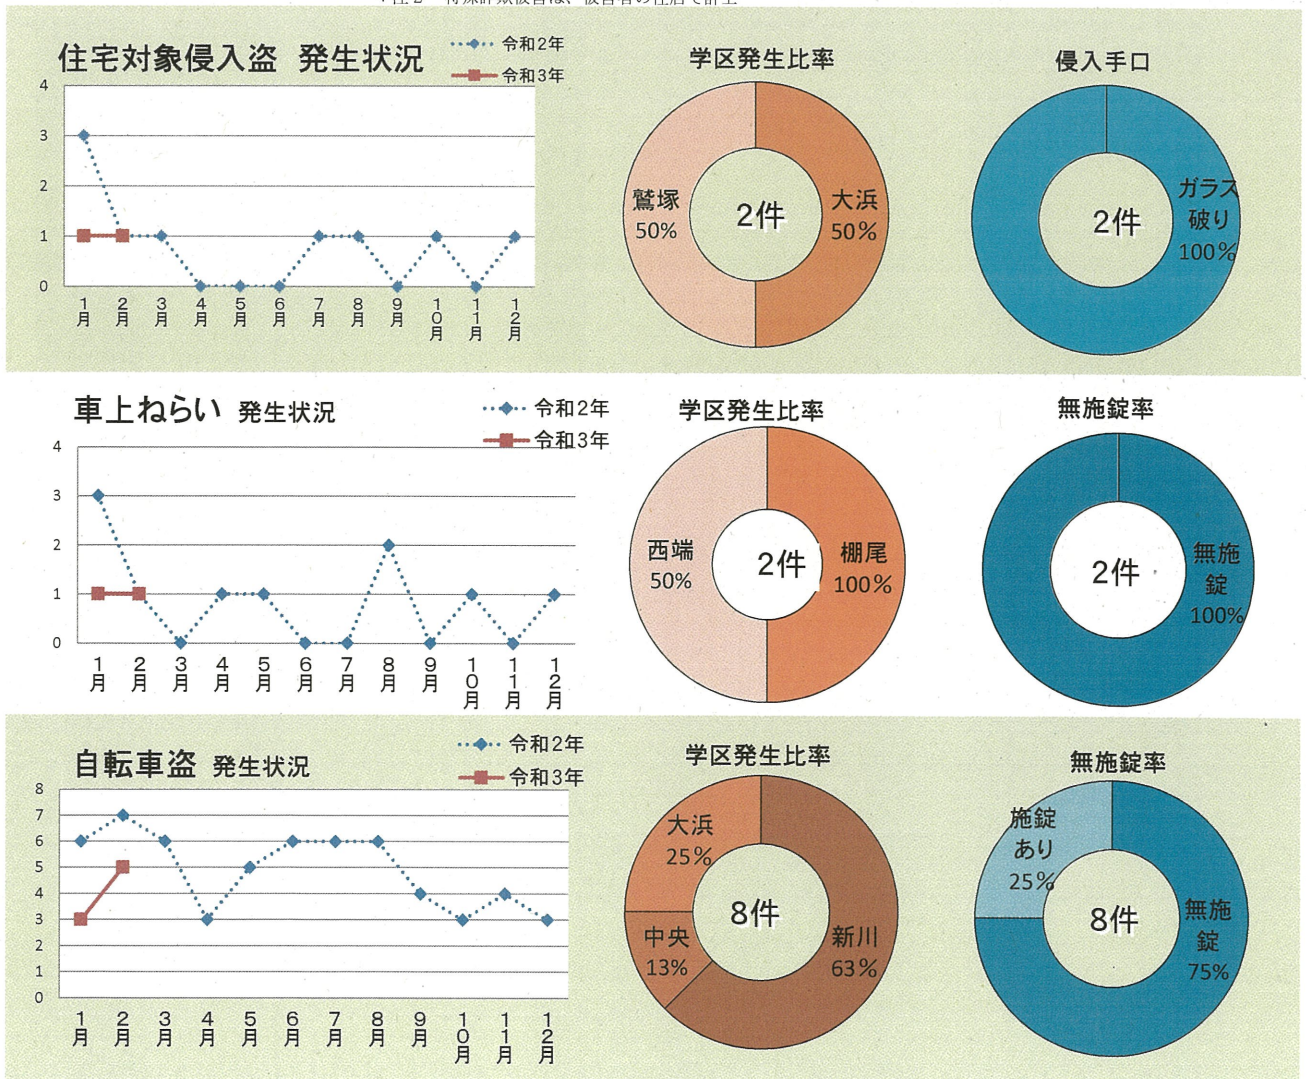 住宅対象侵入盗 発生状況
令和2年
令和3年
4
3
2
1
0
1月
2月
3月
4月
5月
6月
7月
8月
9月
10月
11月
12月
学区発生比率
鷲塚
50%
2件
大浜
50%
侵入手口
2件
ガラス
破り
100%
車上ねらい 発生状況
令和2年
令和3年
4
3
2
1
0
1月
2月
3月
4月
5月
6月
7月
8月
9月
10月
11月
12月
学区発生比率
西端
50%
2件
棚尾
100%
無施錠率
2件
無施
錠
100%
自転車盗 発生状況
令和2年
令和3年
8
7
6
5
4
3
2
1
0
1月
2月
3月
4月
5月
6月
7月
8月
9月
10月
11月
12月
学区発生比率
大浜
25%
中央
13%
8件
新川
63%
無施錠率
施錠
あり
25%
8件
無施
錠
75%